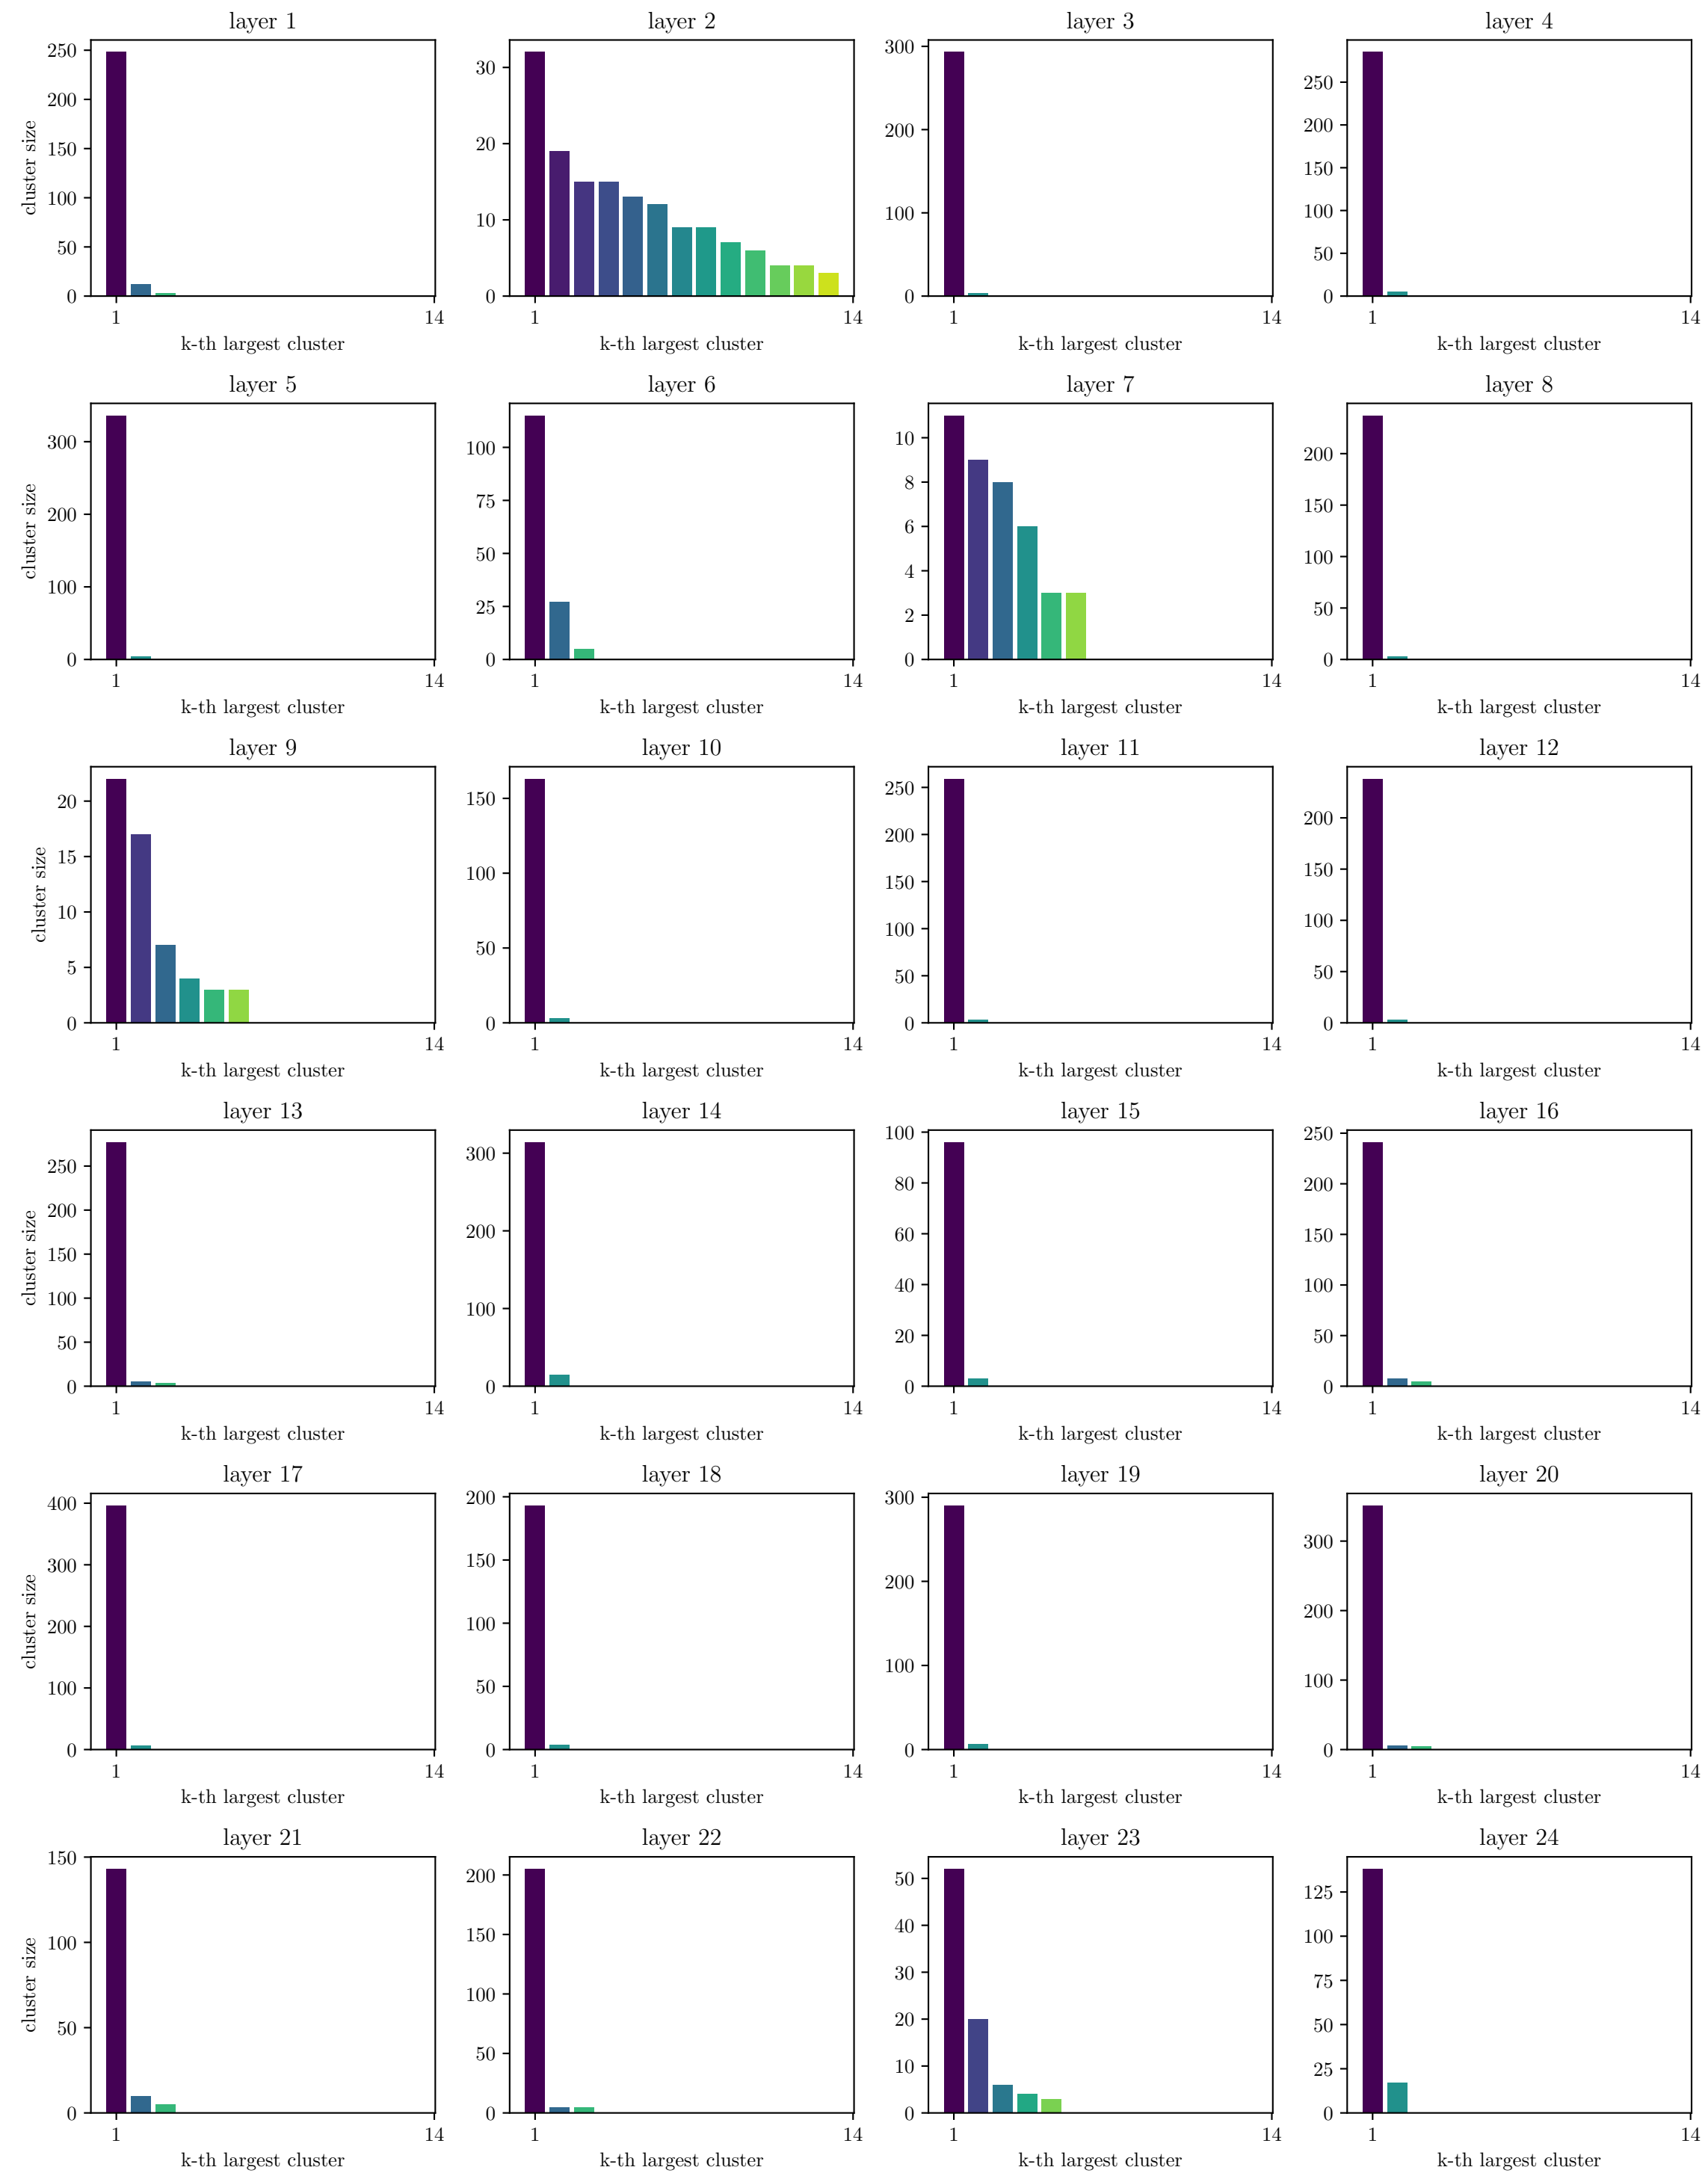 layer 1
250
200
150
100
50
0
cluster size
1 14
k-th largest cluster
layer 2
30
20
10
0
1 14
k-th largest cluster
layer 3
300
200
100
0
1 14
k-th largest cluster
layer 4
250
200
150
100
50
0
1 14
k-th largest cluster
layer 5
300
200
100
0
cluster size
1 14
k-th largest cluster
layer 6
100
75
50
25
0
1 14
k-th largest cluster
layer 7
10
8
6
4
2
0
1 14
k-th largest cluster
layer 8
200
150
100
50
0
1 14
k-th largest cluster
layer 9
20
15
10
5
0
cluster size
1 14
k-th largest cluster
layer 10
150
100
50
0
1 14
k-th largest cluster
layer 11
250
200
150
100
50
0
1 14
k-th largest cluster
layer 12
200
150
100
50
0
1 14
k-th largest cluster
layer 13
250
200
150
100
50
0
cluster size
1 14
k-th largest cluster
layer 14
300
200
100
0
1 14
k-th largest cluster
layer 15
100
80
60
40
20
0
1 14
k-th largest cluster
layer 16
250
200
150
100
50
0
1 14
k-th largest cluster
layer 17
400
300
200
100
0
cluster size
1 14
k-th largest cluster
layer 18
200
150
100
50
0
1 14
k-th largest cluster
layer 19
300
200
100
0
1 14
k-th largest cluster
layer 20
300
200
100
0
1 14
k-th largest cluster
layer 21
150
100
50
0
cluster size
1 14
k-th largest cluster
layer 22
200
150
100
50
0
1 14
k-th largest cluster
layer 23
50
40
30
20
10
0
1 14
k-th largest cluster
layer 24
125
100
75
50
25
0
1 14
k-th largest cluster